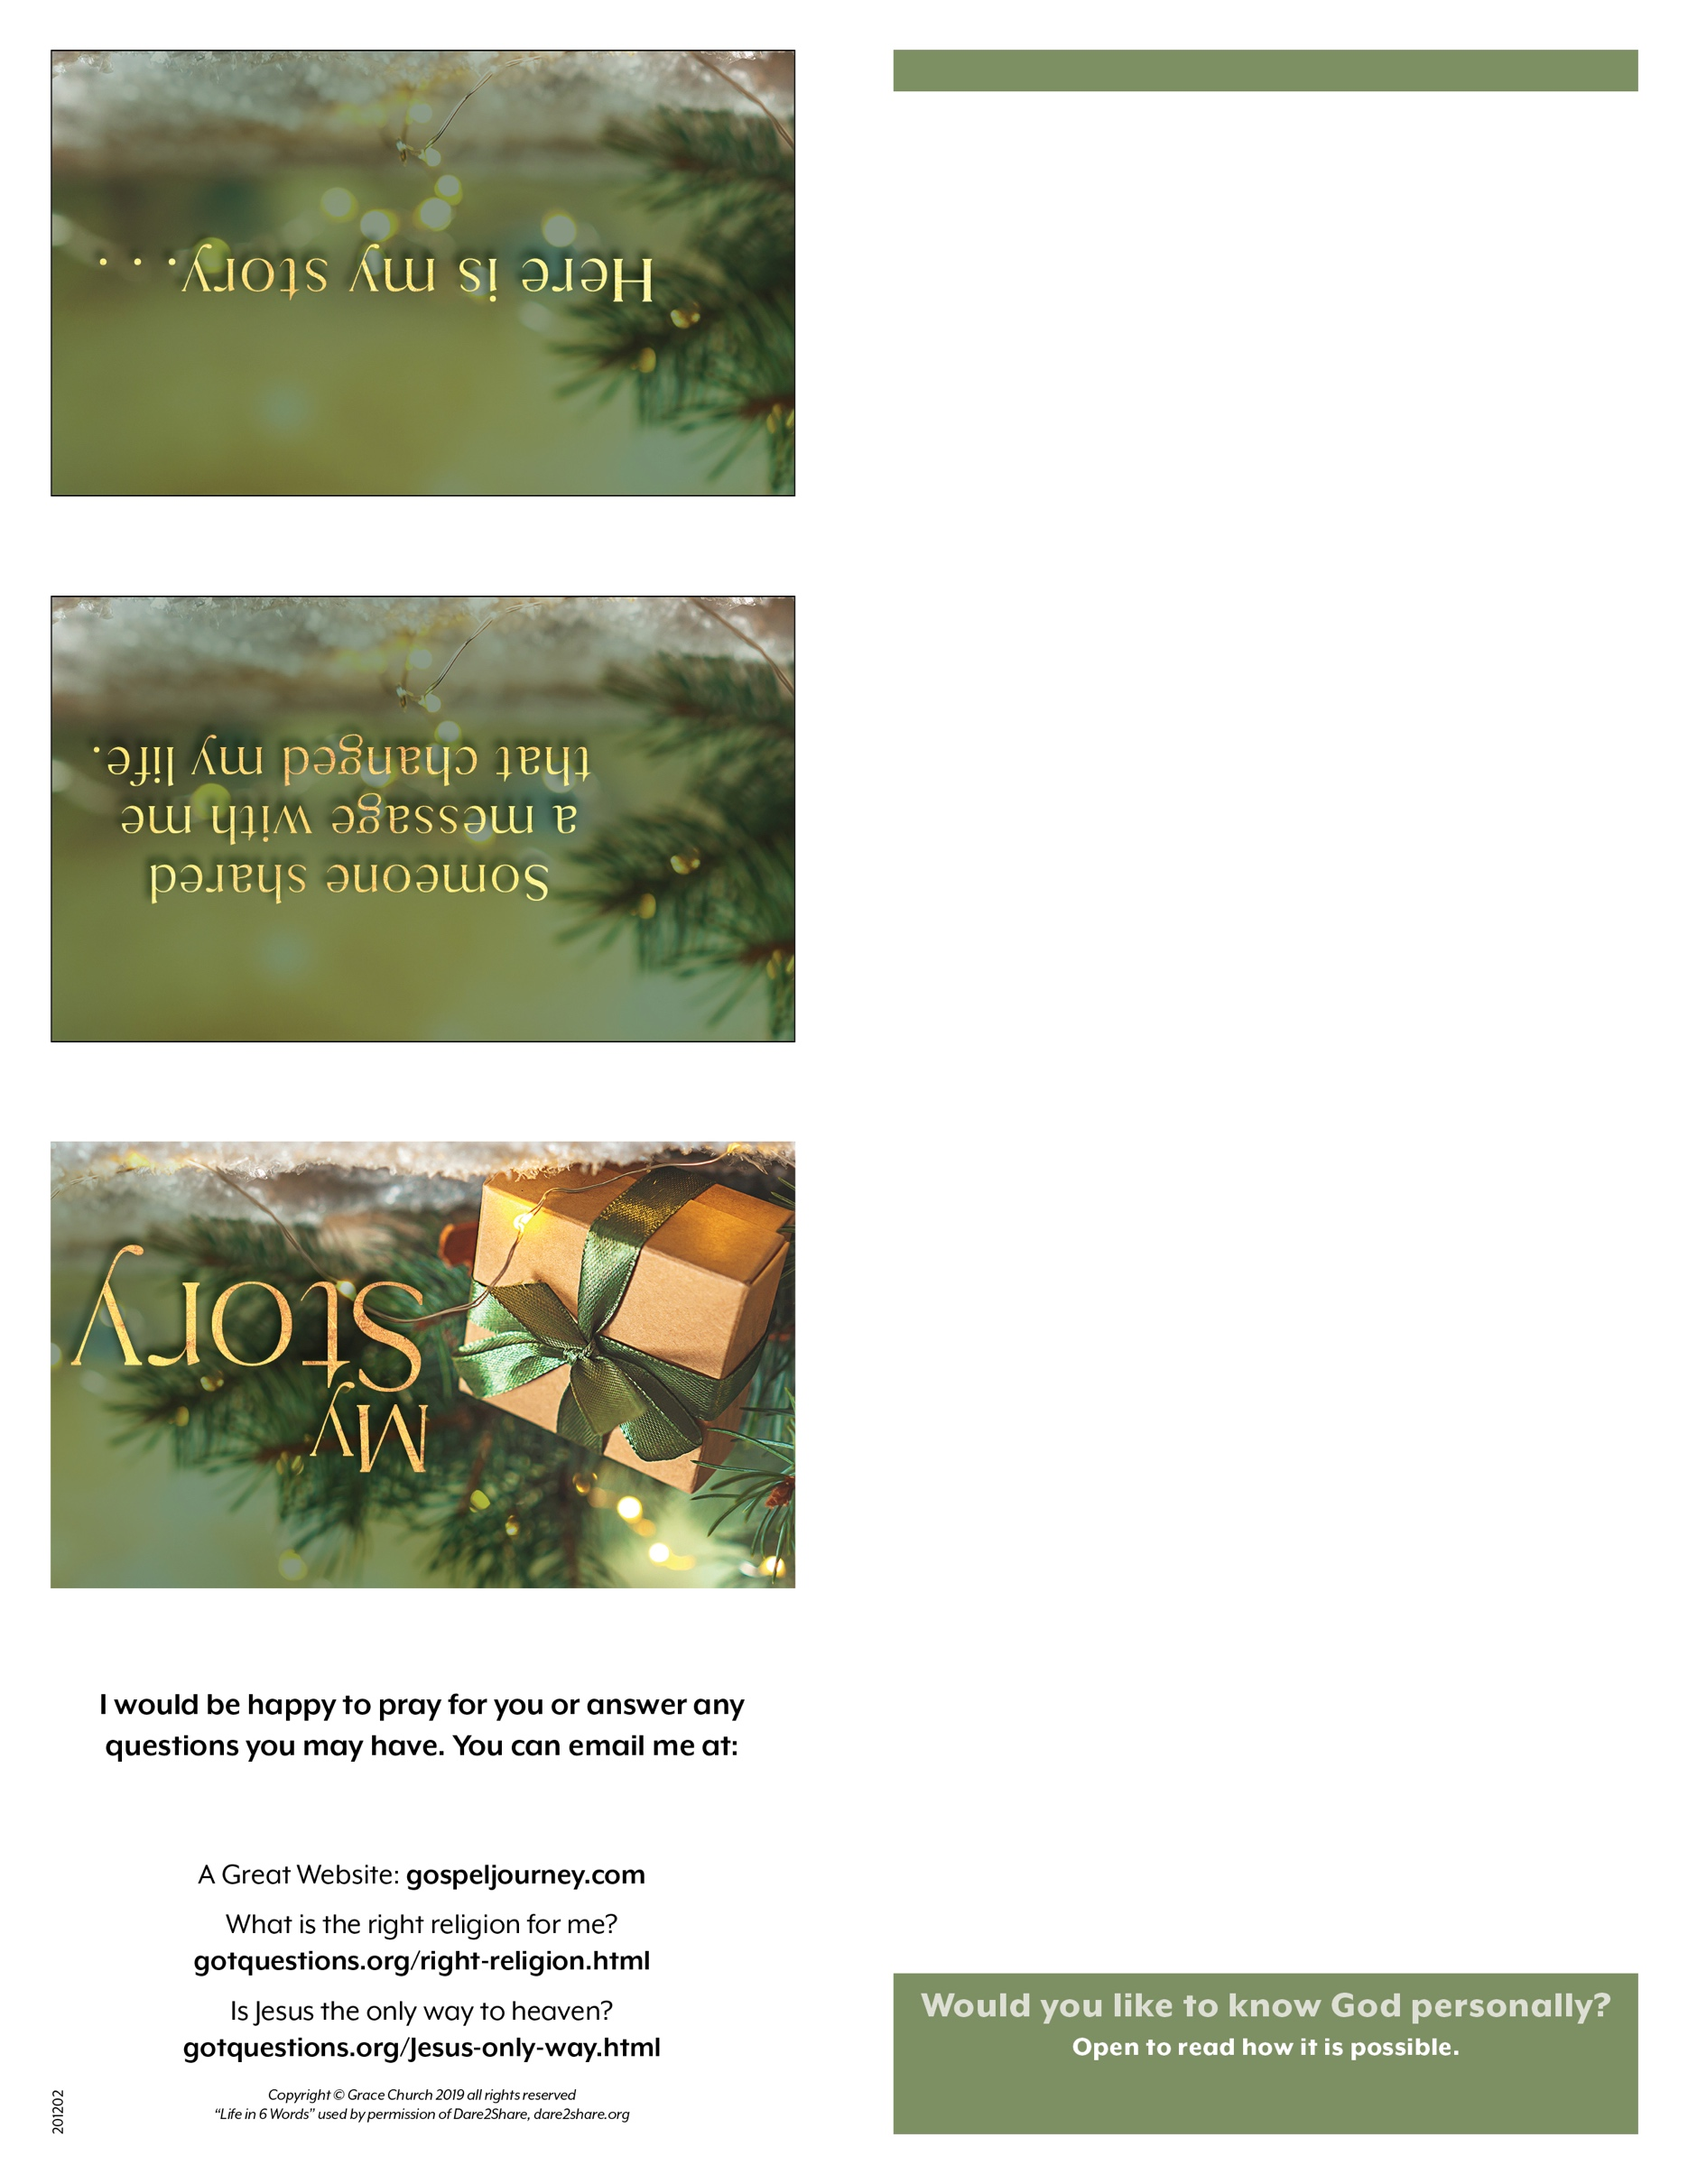 Here is my story. . . .
Someone shared
a message with me
that changed my life.
My
Story
I would be happy to pray for you or answer any
questions you may have. You can email me at:
A Great Website: gospeljourney.com
What is the right religion for me?
gotquestions.org/right-religion.html
Is Jesus the only way to heaven?
gotquestions.org/Jesus-only-way.html
Copyright © Grace Church 2019 all rights reserved
“Life in 6 Words” used by permission of Dare2Share, dare2share.org
201202
Would you like to know God personally?
Open to read how it is possible.